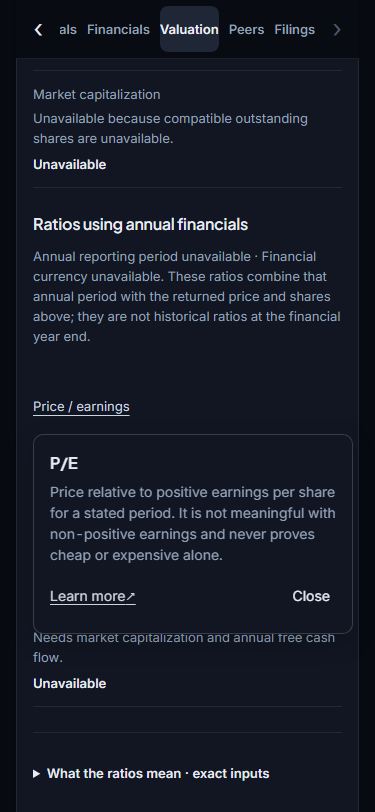 als Financials Valuation Peers Filings
Market capitalization
Unavailable because compatible outstanding
shares are unavailable.
Unavailable
Ratios using annual financials
Annual reporting period unavailable · Financial
currency unavailable. These ratios combine that
annual period with the returned price and shares
above; they are not historical ratios at the financial
year end.
Price / earnings
P/E
Price relative to positive earnings per share
for a stated period. It is not meaningful with
non-positive earnings and never proves
cheap or expensive alone.
Learn more↗ Close
Needs market capitalization and annual free cash
flow.
Unavailable
What the ratios mean · exact inputs